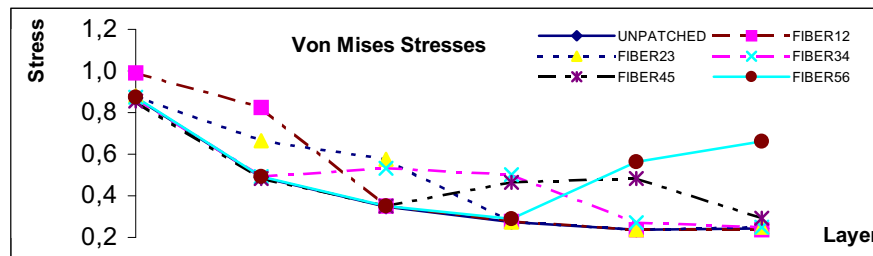 Von Mises Stresses
UNPATCHED
FIBER12
FIBER23
FIBER34
FIBER45
FIBER56
Stress
1,2
1,0
0,8
0,6
0,4
0,2
Layer